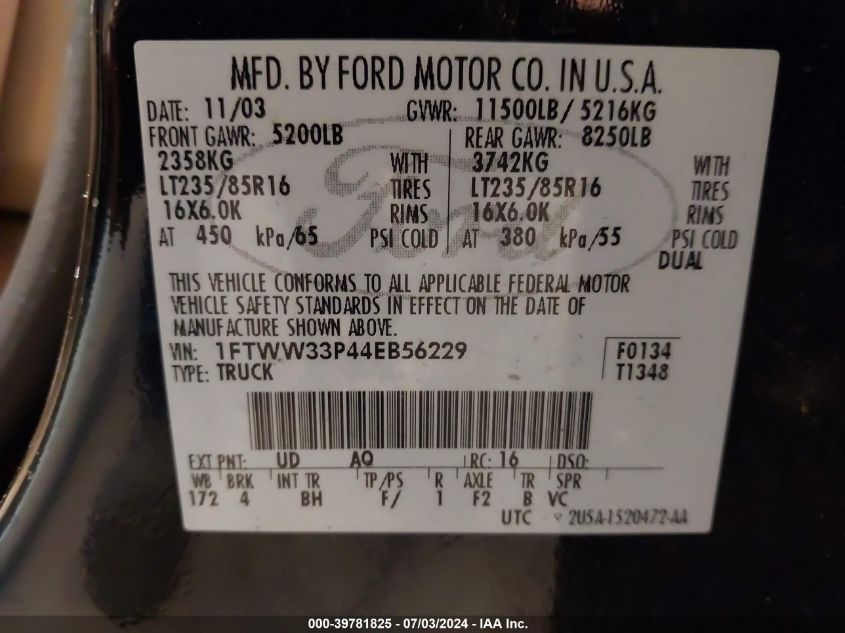 MFD. BY FORD MOTOR CO. IN U.S.A.
DATE: 11/03 GVWR: 11500LB/ 5216KG
FRONT GAWR: 5200LB REAR GAWR: 8250LB
2358KG WITH 3742KG WITH
LT235/85R16 TIRES LT235/85R16 TIRES
16X6.0K RIMS 16X6.0K RIMS
AT 450 kPa/65 PSI COLD AT 380 kPa/55 PSI COLD
DUAL
Ford
THIS VEHICLE CONFORMS TO ALL APPLICABLE FEDERAL MOTOR
VEHICLE SAFETY STANDARDS IN EFFECT ON THE DATE OF
MANUFACTURE SHOWN ABOVE.
VIN: 1FTWW33P44EB56229 F0134
TYPE: TRUCK T1348
EXT PNT: UD AQ RC: 16 DSO:
WB BRK INT TR TP/PS R AXLE TR SPR
172 4 BH F/ 1 F2 B VC
UTC 2U5A-1520472-AA
000-39781825 - 07/03/2024 - IAA Inc.